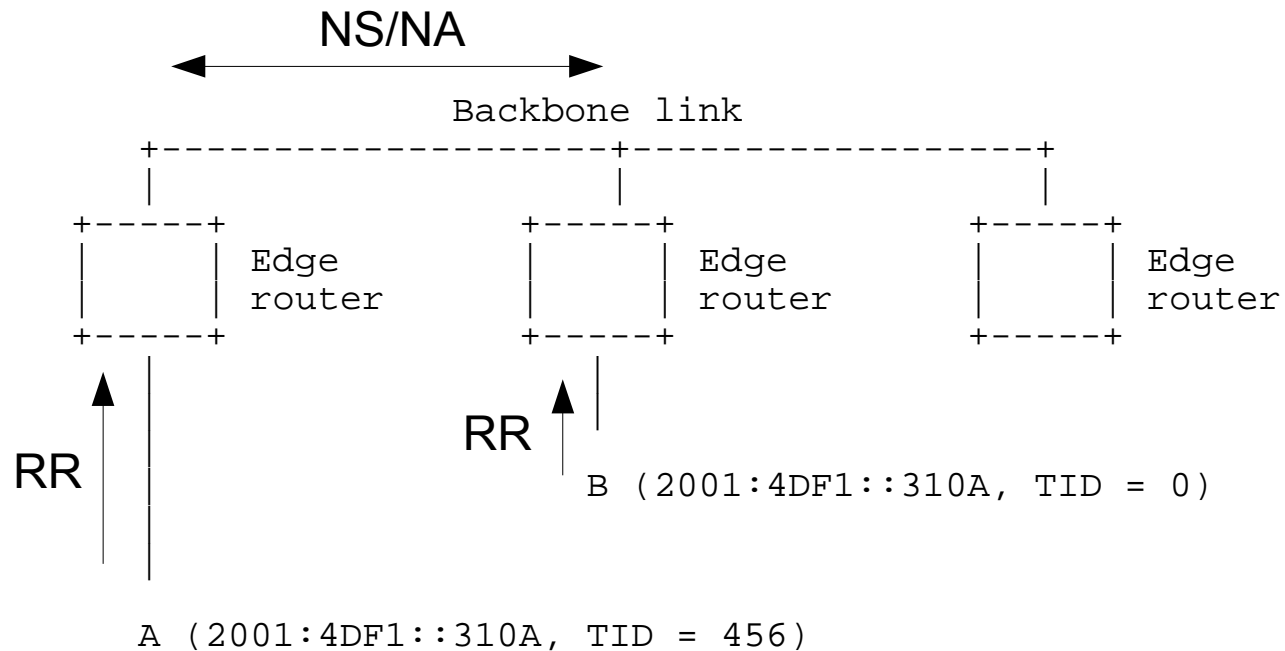 NS/NA
Backbone link
Edge router
Edge router
Edge router
RR
RR
B (2001:4DF1::310A, TID = 0)
A (2001:4DF1::310A, TID = 456)